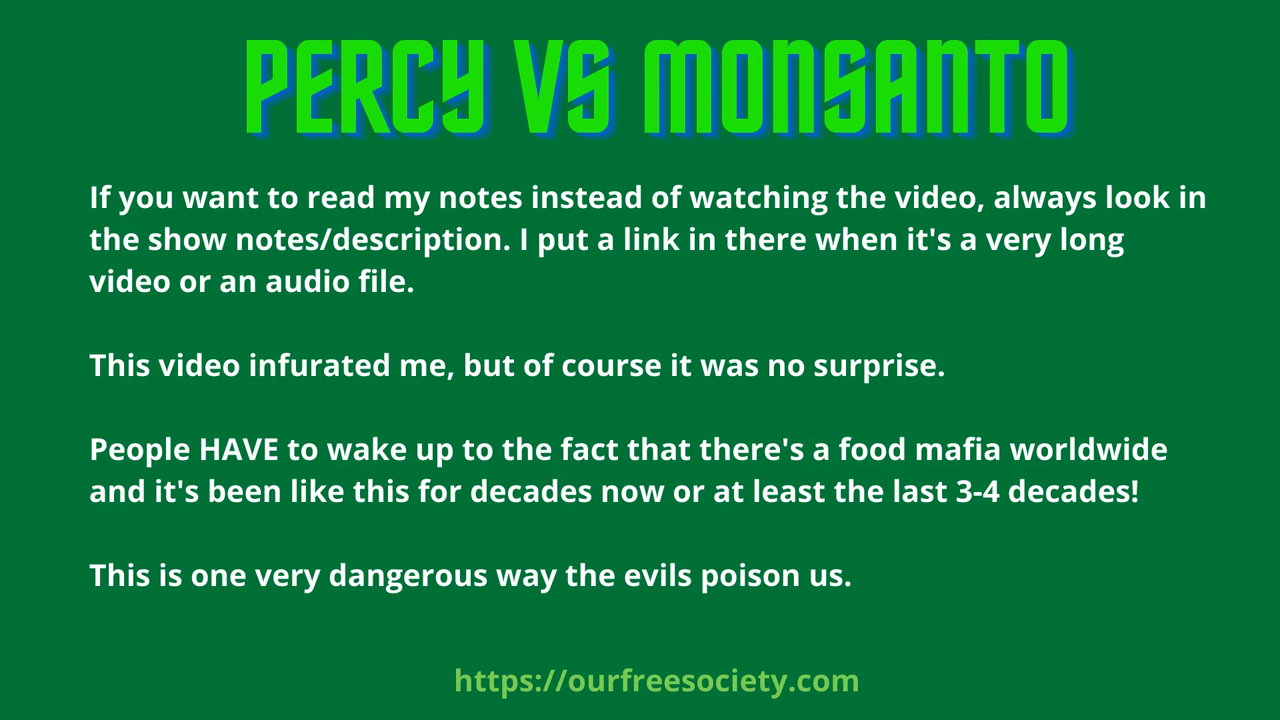 PERCY VS MONSANTO
If you want to read my notes instead of watching the video, always look in
the show notes/description. I put a link in there when it's a very long
video or an audio file.
This video infurated me, but of course it was no surprise.
People HAVE to wake up to the fact that there's a food mafia worldwide
and it's been like this for decades now or at least the last 3-4 decades!
This is one very dangerous way the evils poison us.
https://ourfreesociety.com